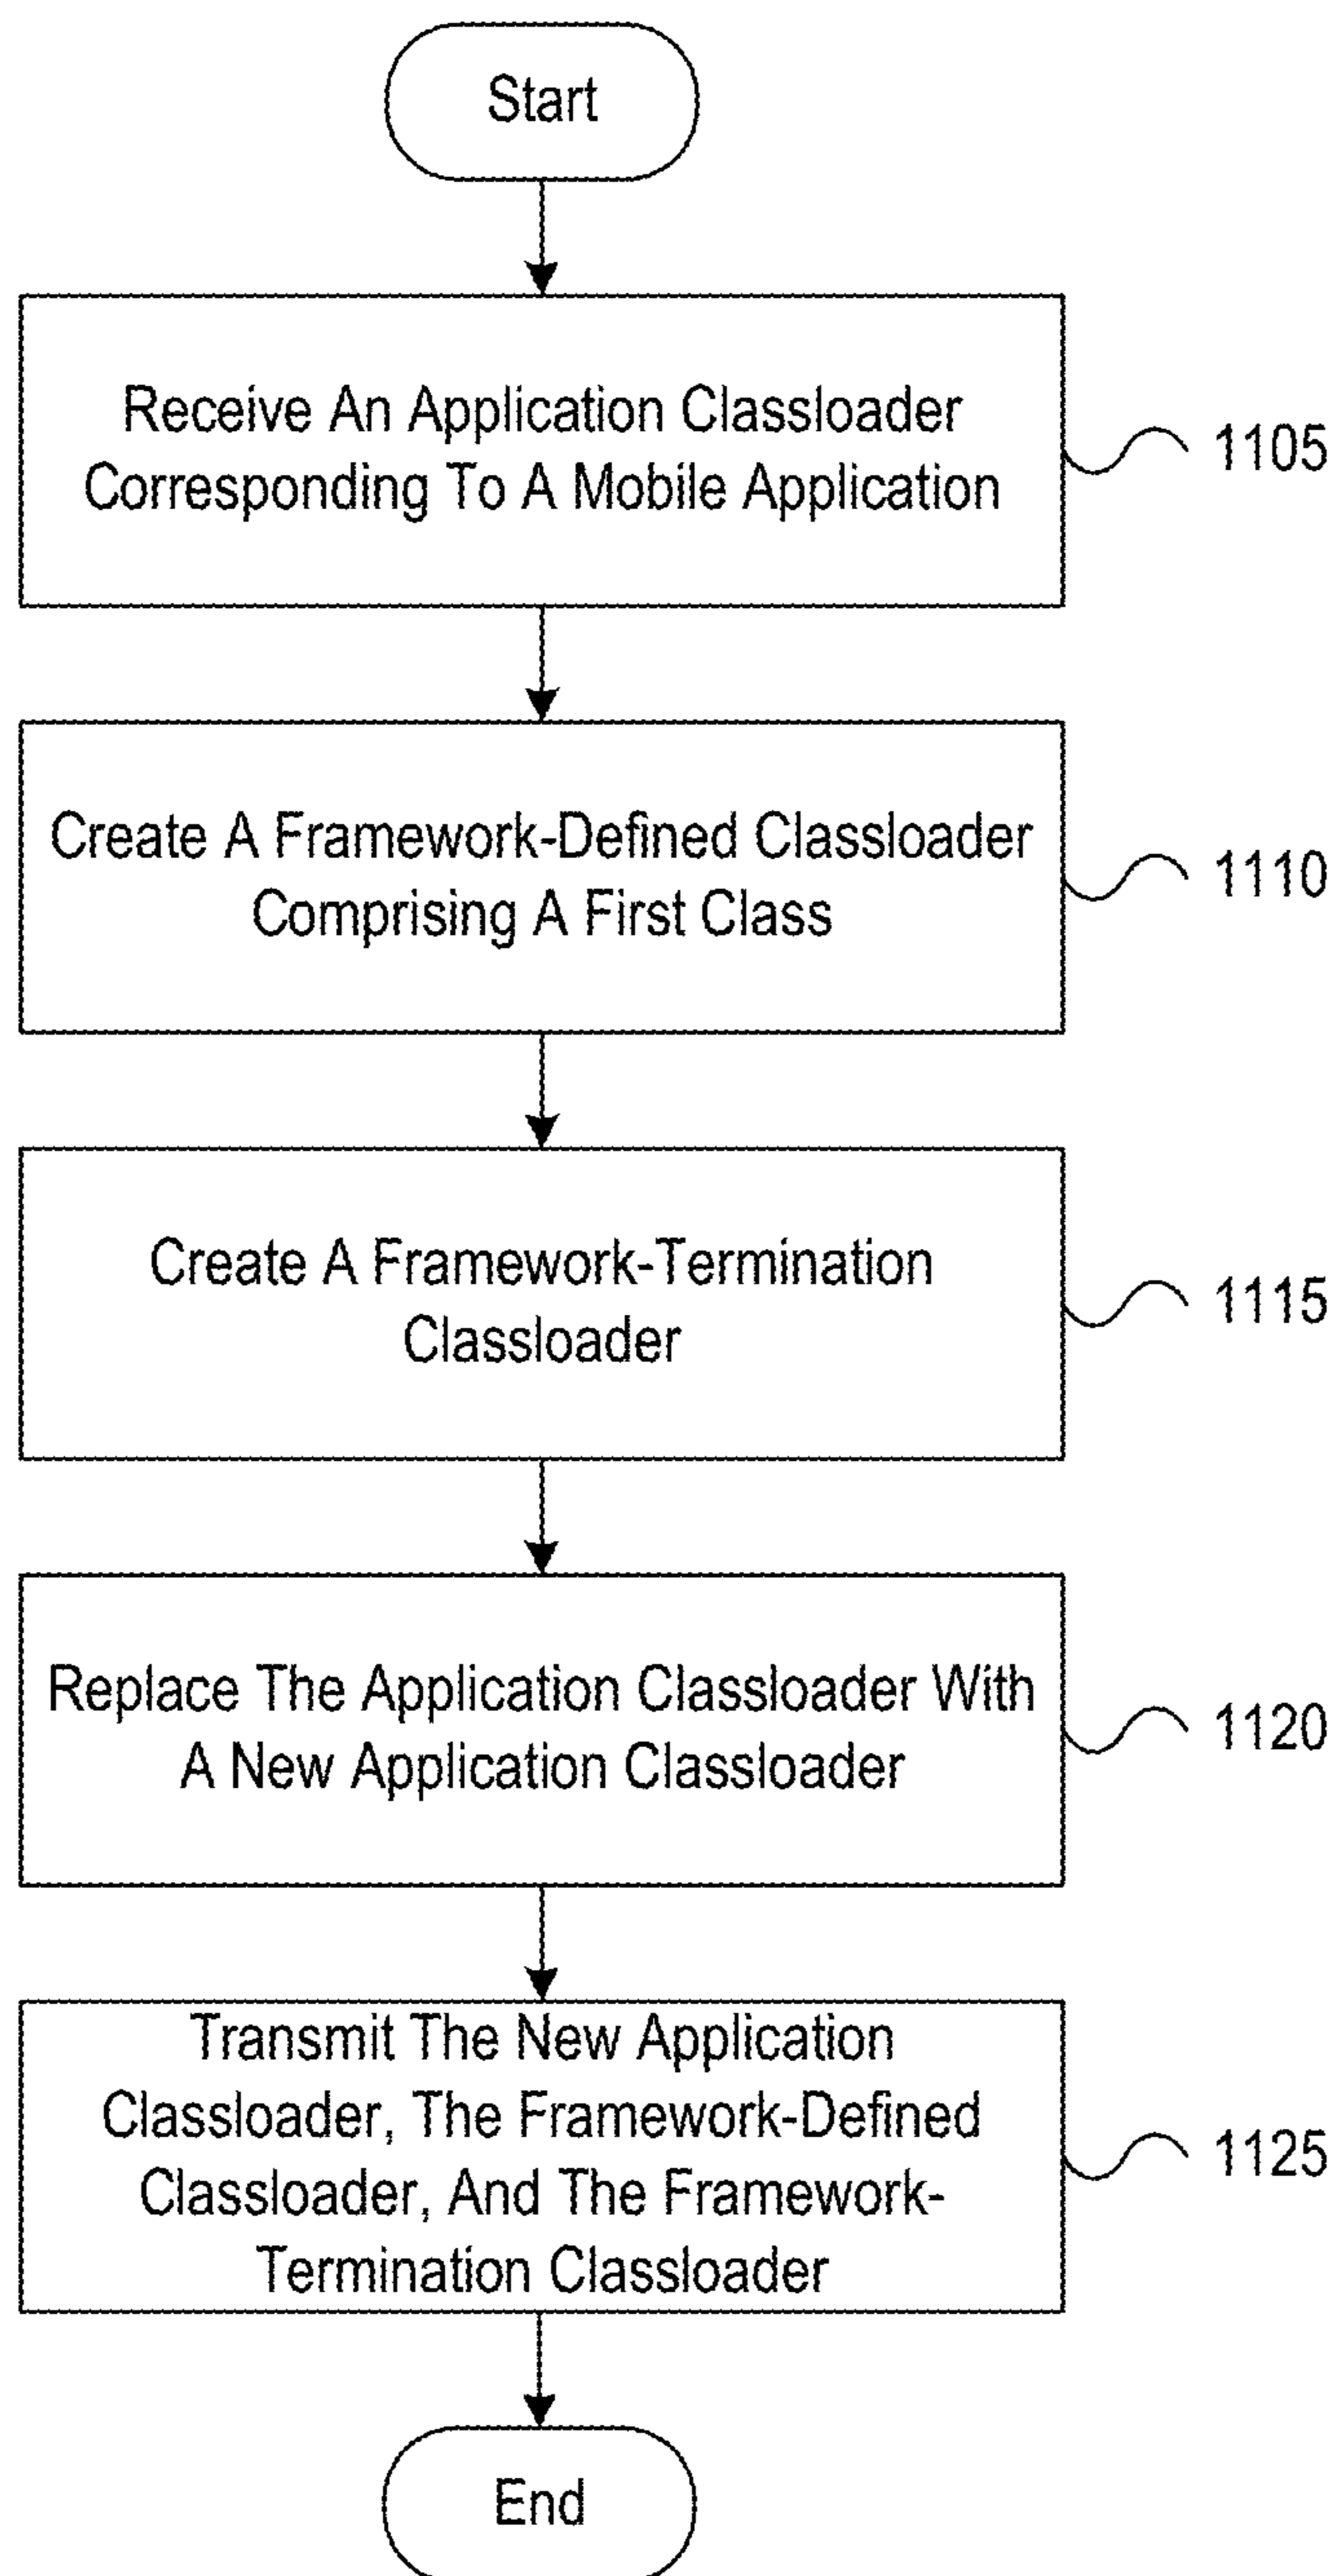 Start
Receive An Application Classloader
Corresponding To A Mobile Application
1105
Create A Framework-Defined Classloader
Comprising A First Class
1110
Create A Framework-Termination
Classloader
1115
Replace The Application Classloader With
A New Application Classloader
1120
Transmit The New Application
Classloader, The Framework-Defined
Classloader, And The Framework-
Termination Classloader
1125
End